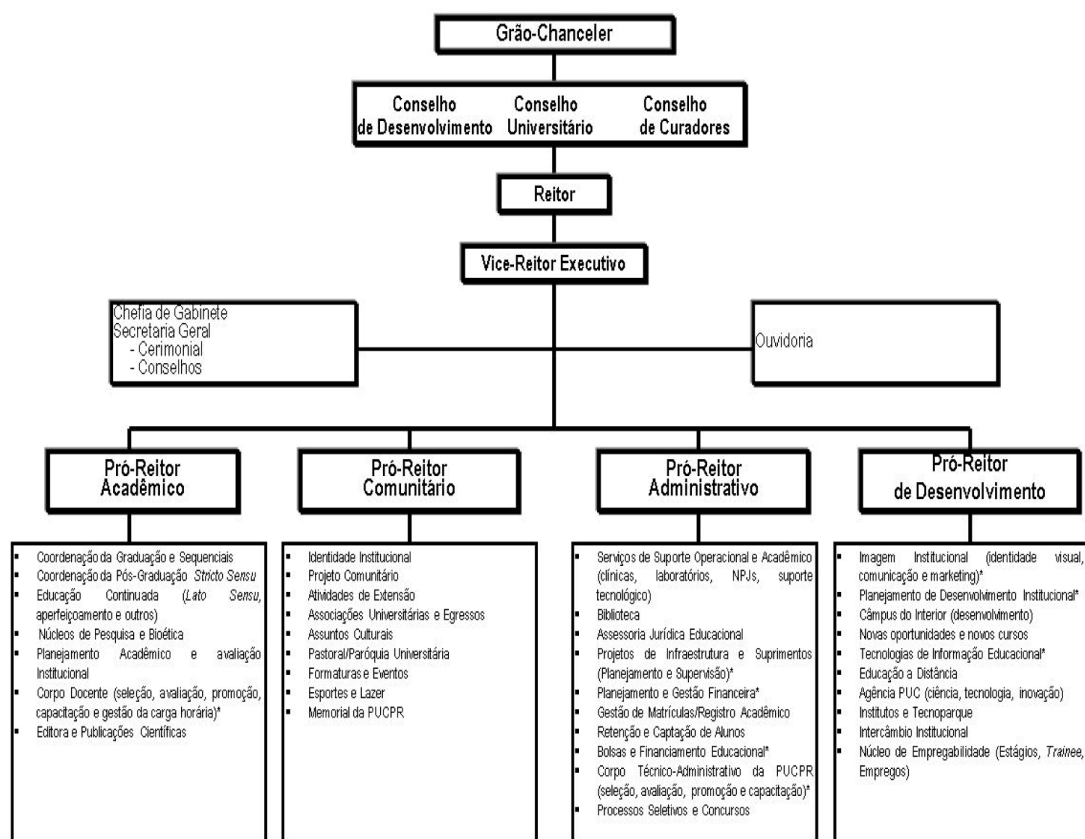 Grão-Chanceler
Conselho
de Desenvolvimento
Conselho
Universitário
Conselho
de Curadores
Reitor
Vice-Reitor Executivo
Chefia de Gabinete
Secretaria Geral
- Cerimonial
- Conselhos
Ouvidoria
Pró-Reitor
Acadêmico
▪ Coordenação da Graduação e Sequenciais
▪ Coordenação da Pós-Graduação Stricto Sensu
▪ Educação Continuada (Lato Sensu,
aperfeiçoamento e outros)
▪ Núcleos de Pesquisa e Bioética
▪ Planejamento Acadêmico e avaliação
Institucional
▪ Corpo Docente (seleção, avaliação, promoção,
capacitação e gestão da carga horária)*
▪ Editora e Publicações Científicas
Pró-Reitor
Comunitário
▪ Identidade Institucional
▪ Projeto Comunitário
▪ Atividades de Extensão
▪ Associações Universitárias e Egressos
▪ Assuntos Culturais
▪ Pastoral/Paróquia Universitária
▪ Formaturas e Eventos
▪ Esportes e Lazer
▪ Memorial da PUCPR
Pró-Reitor
Administrativo
▪ Serviços de Suporte Operacional e Acadêmico
(clínicas, laboratórios, NPJs, suporte
tecnológico)
▪ Biblioteca
▪ Assessoria Jurídica Educacional
▪ Projetos de Infraestrutura e Suprimentos
(Planejamento e Supervisão)*
▪ Planejamento e Gestão Financeira*
▪ Gestão de Matrículas/Registro Acadêmico
▪ Retenção e Captação de Alunos
▪ Bolsas e Financiamento Educacional*
▪ Corpo Técnico-Administrativo da PUCPR
(seleção, avaliação, promoção e capacitação)*
▪ Processos Seletivos e Concursos
Pró-Reitor
de Desenvolvimento
▪ Imagem Institucional (identidade visual,
comunicação e marketing)*
▪ Planejamento de Desenvolvimento Institucional*
▪ Câmpus do Interior (desenvolvimento)
▪ Novas oportunidades e novos cursos
▪ Tecnologias de Informação Educacional*
▪ Educação a Distância
▪ Agência PUC (ciência, tecnologia, inovação)
▪ Institutos e Tecnoparque
▪ Intercâmbio Institucional
▪ Núcleo de Empregabilidade (Estágios, Trainee,
Empregos)